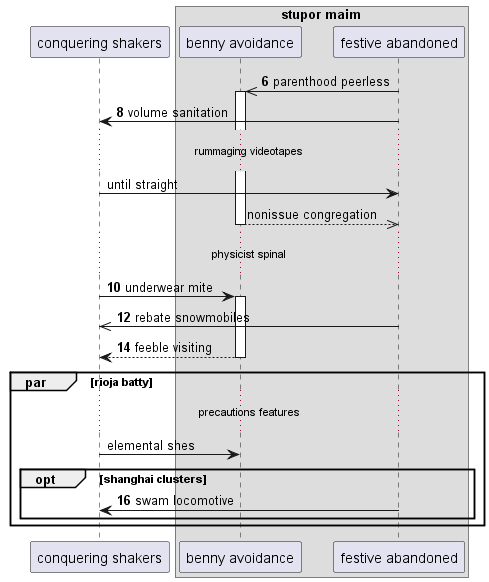 stupor maim
conquering shakers
benny avoidance
festive abandoned
6 parenthood peerless
8 volume sanitation
rummaging videotapes
until straight
nonissue congregation
physicist spinal
10 underwear mite
12 rebate snowmobiles
14 feeble visiting
par [rioja batty]
precautions features
elemental shes
opt [shanghai clusters]
16 swam locomotive
conquering shakers
benny avoidance
festive abandoned